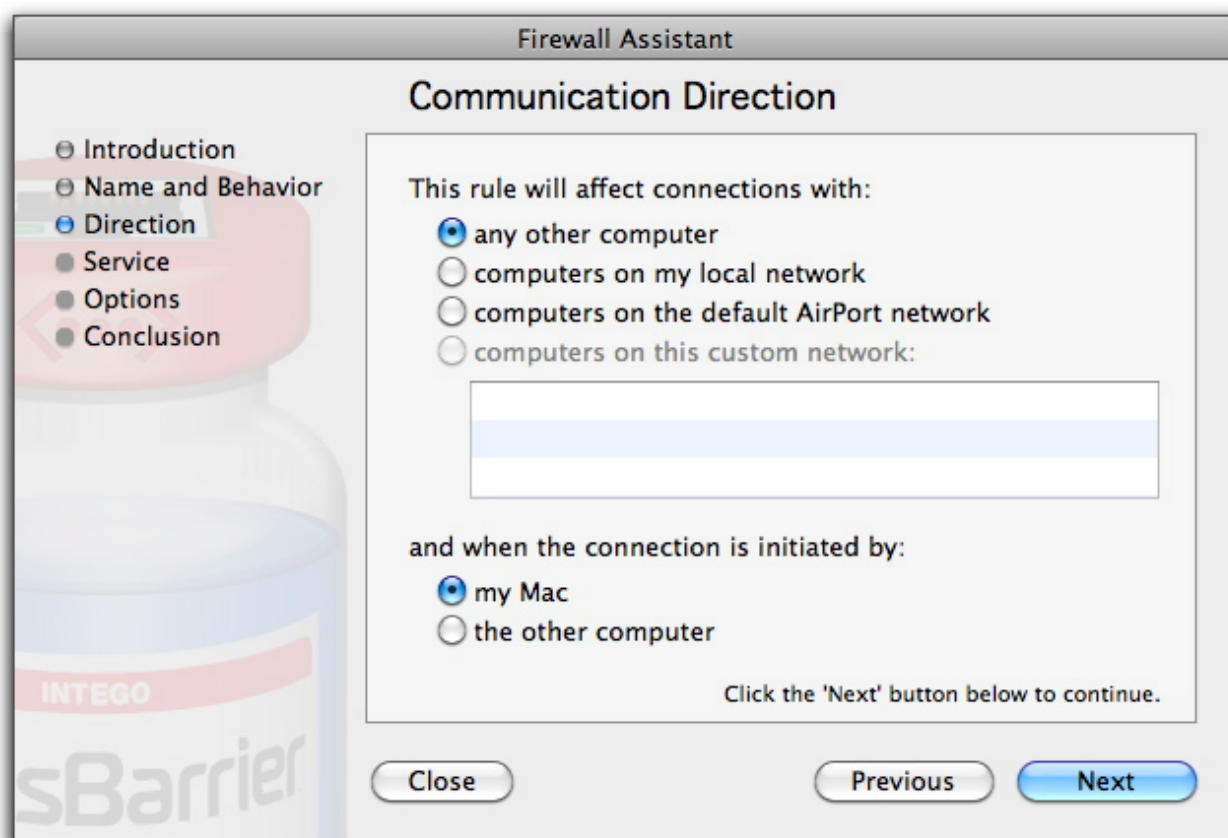 Firewall Assistant
Communication Direction
Introduction
Name and Behavior
Direction
Service
Options
Conclusion
This rule will affect connections with:
any other computer
computers on my local network
computers on the default AirPort network
computers on this custom network:
and when the connection is initiated by:
my Mac
the other computer
Click the 'Next' button below to continue.
INTEGO
sBarrier
Close
Previous
Next